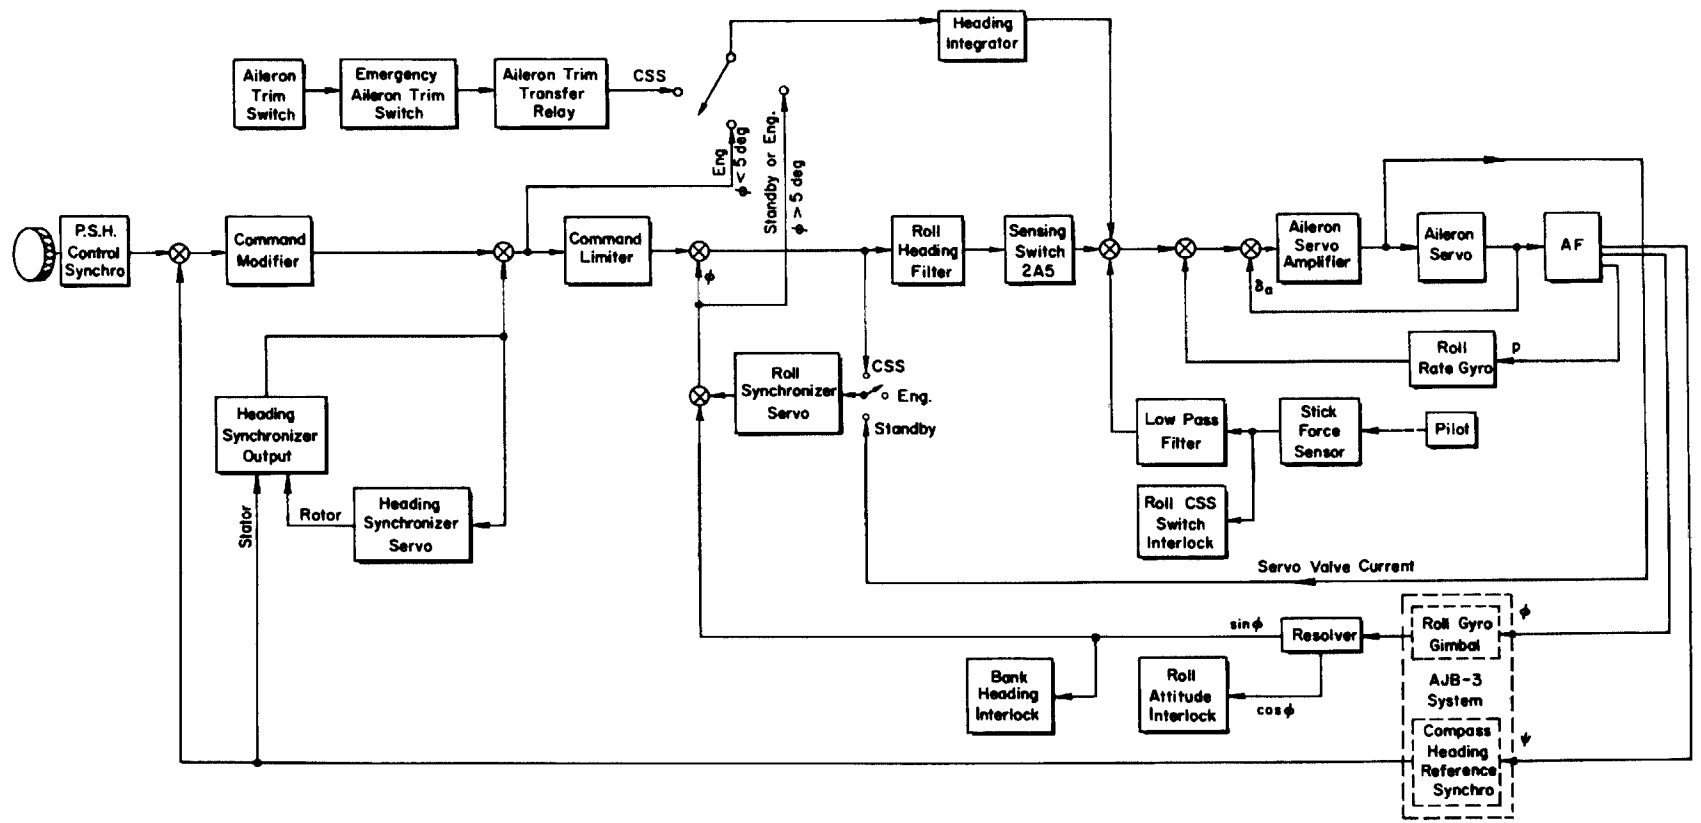 Heading
Integrator
Aileron
Trim
Switch
Emergency
Aileron Trim
Switch
Aileron Trim
Transfer
Relay
CSS
Eng
ϕ < 5 deg
Standby or Eng.
ϕ > 5 deg
P.S.H.
Control
Synchro
Command
Modifier
Command
Limiter
ϕ
Roll
Heading
Filter
Sensing
Switch
2A5
Aileron
Servo
Amplifier
Aileron
Servo
AF
δa
Roll
Rate Gyro
p
Roll
Synchronizer
Servo
CSS
Eng.
Standby
Heading
Synchronizer
Output
Low Pass
Filter
Stick
Force
Sensor
Pilot
Stator
Rotor
Heading
Synchronizer
Servo
Roll CSS
Switch
Interlock
Servo Valve Current
sinϕ
Resolver
Roll Gyro
Gimbal
ϕ
Bank
Heading
Interlock
Roll
Attitude
Interlock
cosϕ
AJB-3
System
Compass
Heading
Reference
Synchro
ψ